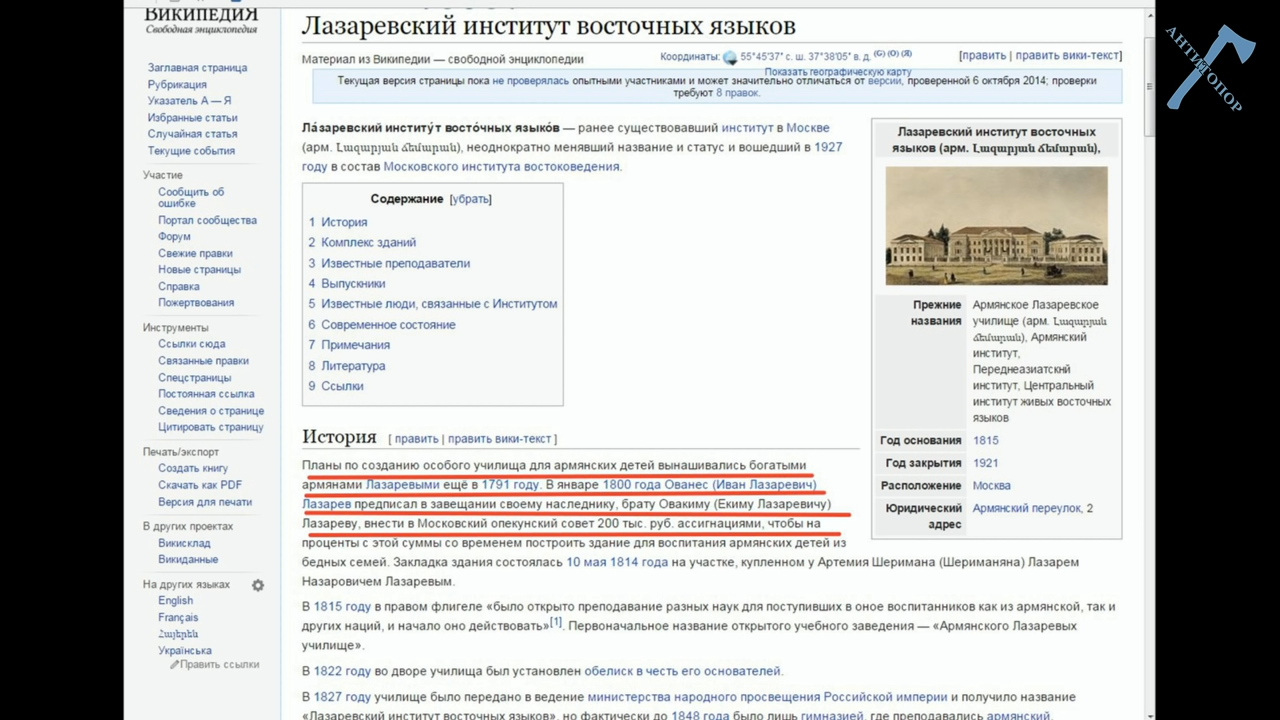 ВикипедиЯ
Свободная энциклопедия
Заглавная страница
Рубрикация
Указатель А — Я
Избранные статьи
Случайная статья
Текущие события
Участие
Сообщить об
ошибке
Портал сообщества
Форум
Свежие правки
Новые страницы
Справка
Пожертвования
Инструменты
Ссылки сюда
Связанные правки
Спецстраницы
Постоянная ссылка
Сведения о странице
Цитировать страницу
Печать/экспорт
Создать книгу
Скачать как PDF
Версия для печати
В других проектах
Викисклад
Викиданные
На других языках
English
Français
Հայերեն
Українська
Править ссылки
Лазаревский институт восточных языков
Материал из Википедии — свободной энциклопедии
Координаты: 55°45′37″ с. ш. 37°38′05″ в. д. (G) (O) (Я)
Показать географическую карту
[править | править вики-текст]
Текущая версия страницы пока не проверялась опытными участниками и может значительно отличаться от версии, проверенной 6 октября 2014; проверки
требуют 8 правок.
Ла́заревский институ́т восто́чных языко́в — ранее существовавший институт в Москве
(арм. Լազարյան ճեմարան), неоднократно менявший название и статус и вошедший в 1927
году в состав Московского института востоковедения.
Содержание [убрать]
1 История
2 Комплекс зданий
3 Известные преподаватели
4 Выпускники
5 Известные люди, связанные с Институтом
6 Современное состояние
7 Примечания
8 Литература
9 Ссылки
История [ править | править вики-текст ]
Планы по созданию особого училища для армянских детей вынашивались богатыми
армянами Лазаревыми ещё в 1791 году. В январе 1800 года Ованес (Иван Лазаревич)
Лазарев предписал в завещании своему наследнику, брату Овакиму (Екиму Лазаревичу)
Лазареву, внести в Московский опекунский совет 200 тыс. руб. ассигнациями, чтобы на
проценты с этой суммы со временем построить здание для воспитания армянских детей из
бедных семей. Закладка здания состоялась 10 мая 1814 года на участке, купленном у Артемия Шеримана (Шериманяна) Лазарем
Назаровичем Лазаревым.
В 1815 году в правом флигеле «было открыто преподавание разных наук для поступивших в оное воспитанников как из армянской, так и
других наций, и начало оно действовать»[1]. Первоначальное название открытого учебного заведения — «Армянского Лазаревых
училище».
В 1822 году во дворе училища был установлен обелиск в честь его основателей.
В 1827 году училище было передано в ведение министерства народного просвещения Российской империи и получило название
«Лазаревский институт восточных языков», но фактически до 1848 года было лишь гимназией, где преподавались армянский,
Лазаревский институт восточных
языков (арм. Լազարյան ճեմարան),
Прежние
названия
Армянское Лазаревское
училище (арм. Լազարյան
ճեմարան), Армянский
институт,
Переднеазиатскнй
институт, Центральный
институт живых восточных
языков
Год основания 1815
Год закрытия 1921
Расположение Москва
Юридический
адрес
Армянский переулок, 2
АНТИТОПОР